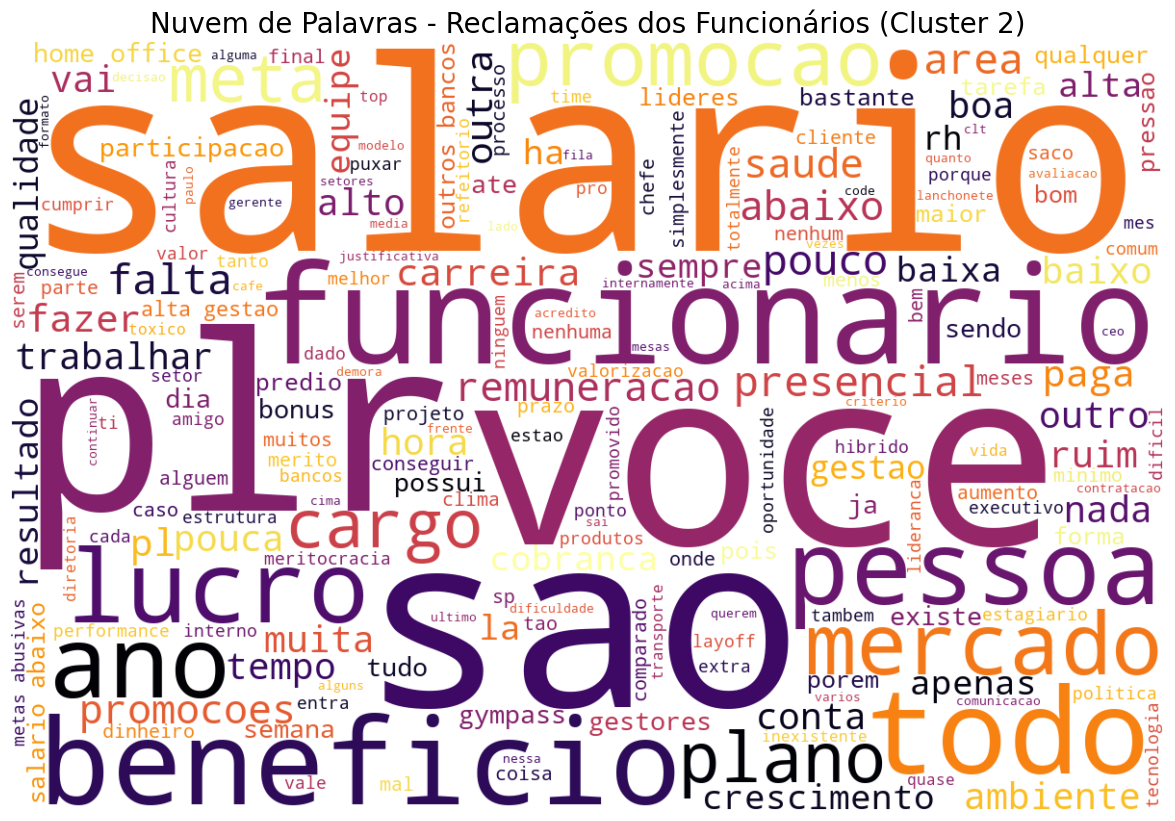 Nuvem de Palavras - Reclamações dos Funcionários (Cluster 2)
home office
alguma
final
decisao
vai
meta
promocao
area
qualquer
tarefa
alta
pressao
formato
qualidade
salario
participacao
equipe
top
modelo
puxar
outros bancos
refeitorio
outra
processo
time
lideres
bastante
boa
rh
clt
quanto
porque
saco
avaliacao
lanchonete
bom
maior
mes
comum
cliente
saude
totalmente
simplesmente
chefe
ha
fila
pro
code
abaixo
nenhum
vezes
ate
lado
alto
media
setores
gerente
paulo
cultura
cumprir
valor
tanto
justificativa
consegue
parte
serem
falta
cafe
melhor
carreira
sempre
internamente
acima
pouco
menos
baixa
baixo
fazer
alta gestao
toxico
funcionario
ninguem
acredito
nenhuma
bem
sendo
ceo
trabalhar
dado
demora
mesas
valorizacao
setor
dia
amigo
predio
bonus
remuneracao
presencial
meses
paga
criterio
plr
voce
continuar
ti
muitos
merito
bancos
projeto
frente
hora
conseguir
possui
prazo
estao
promovido
oportunidade
hibrido
gestao
vida
outro
ruim
dificil
minimo
contratacao
resultado
alguem
caso
estrutura
cima
clima
ponto
sai
produtos
ja
aumento
executivo
nada
lideranca
forma
cada
pl
pouca
meritocracia
cargo
cobranca
onde
pois
diretoria
lucro
sao
pessoa
metas abusivas
salario abaixo
performance
interno
ultimo
sp
dificuldade
la
tao
comparado
transporte
querem
layoff
extra
tambem
existe
estagiario
ano
muita
tempo
tudo
mercado
alguns
entra
porem
varios
apenas
comunicacao
politica
promocoes
dinheiro
semana
gympass
gestores
conta
inexistente
todo
tecnologia
beneficio
vale
mal
nessa
coisa
plano
quase
crescimento
ambiente